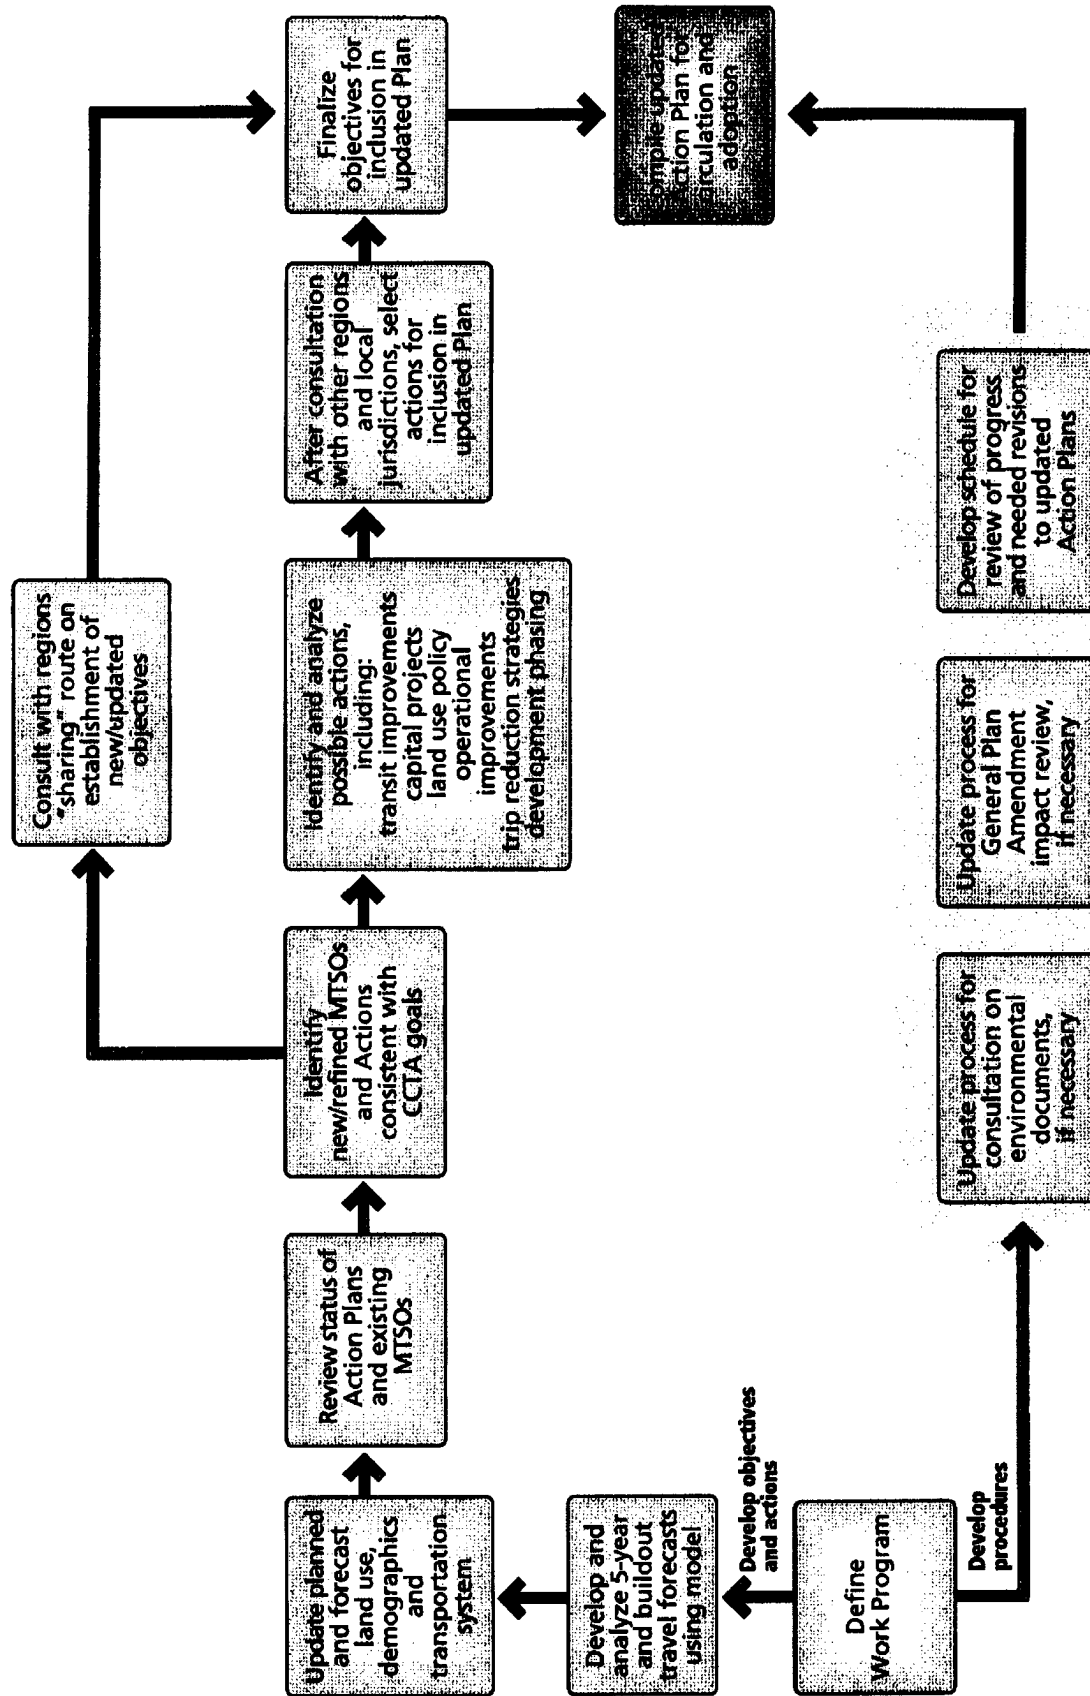 Define
Work Program
Develop objectives
and actions
Develop
procedures
Develop and
analyze 5-year
and buildout
travel forecasts
using model
Update planned
and forecast
land use,
demographics
and
transportation
system
Review status of
Action Plans
and existing
MTSOs
Identify
new/refined MTSOs
and Actions
consistent with
CCTA goals
Consult with regions
"sharing" route on
establishment of
new/updated
objectives
Identify and analyze
possible actions,
including:
transit improvements
capital projects
land use policy
operational
improvements
trip reduction strategies
development phasing
After consultation
with other regions
and local
jurisdictions, select
actions for
inclusion in
updated Plan
Finalize
objectives for
inclusion in
updated Plan
Update process for
consultation on
environmental
documents,
if necessary
Update process for
General Plan
Amendment
impact review,
if necessary
Develop schedule for
review of progress
and needed revisions
to updated
Action Plans
ompile update
Action Plan for
irculation and
adoption